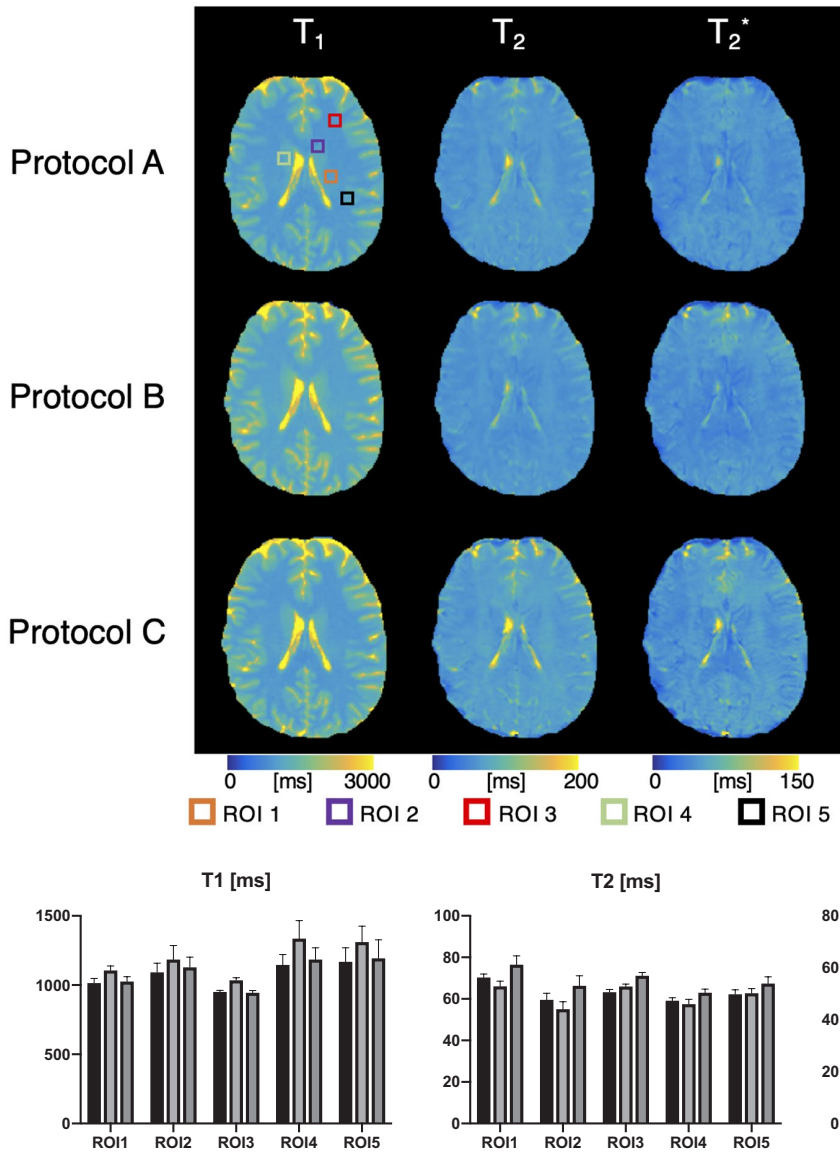 T1 T2 T2*
Protocol A
Protocol B
Protocol C
0 [ms] 3000 0 [ms] 200 0 [ms] 150
ROI 1 ROI 2 ROI 3 ROI 4 ROI 5
T1 [ms] T2 [ms]
1500 100 80
80
1000 60
60
40
500 40
20
20
0 0 0
ROI1 ROI2 ROI3 ROI4 ROI5 ROI1 ROI2 ROI3 ROI4 ROI5